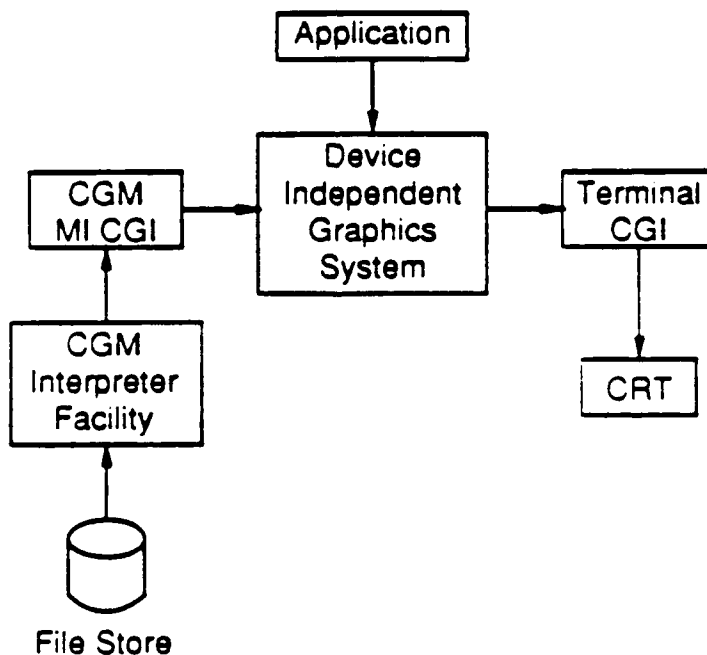 Application
Device
Independent
Graphics
System
CGM
MI CGI
Terminal
CGI
CGM
Interpreter
Facility
CRT
File Store